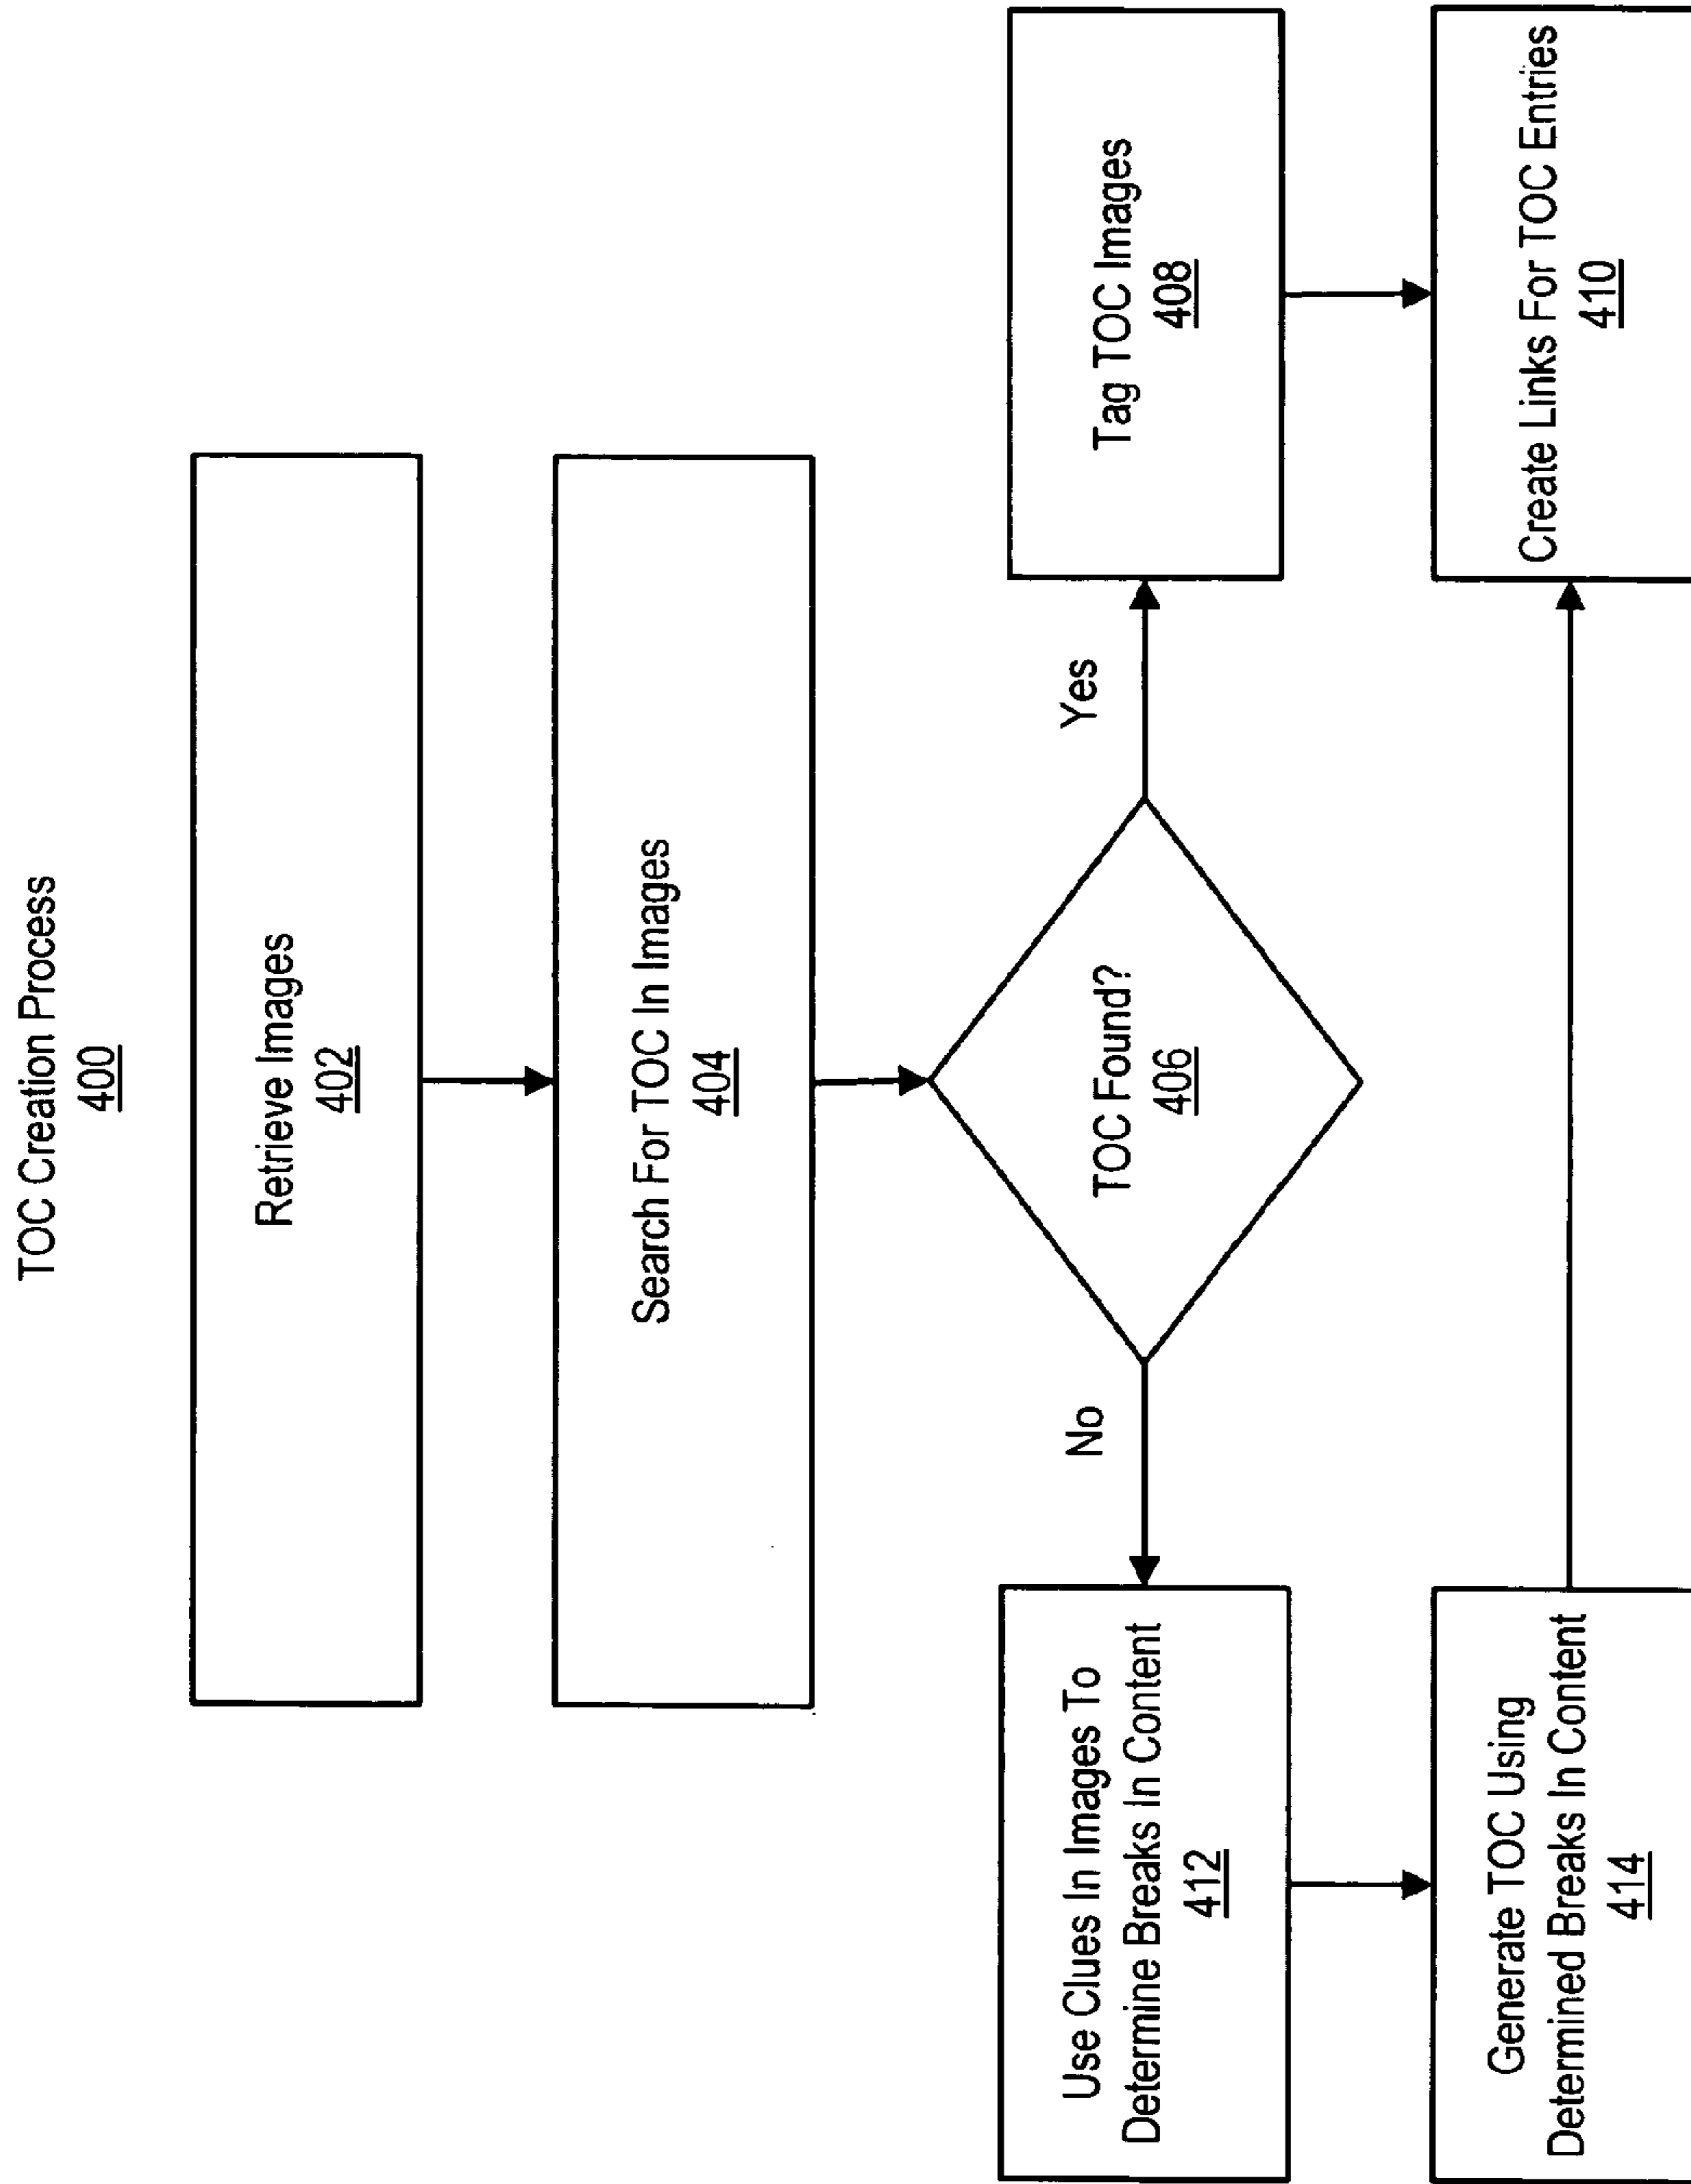 TOC Creation Process
400
Retrieve Images
402
Search For TOC In Images
404
TOC Found?
406
Yes
No
Tag TOC Images
408
Create Links For TOC Entries
410
Use Clues In Images To
Determine Breaks In Content
412
Generate TOC Using
Determined Breaks In Content
414